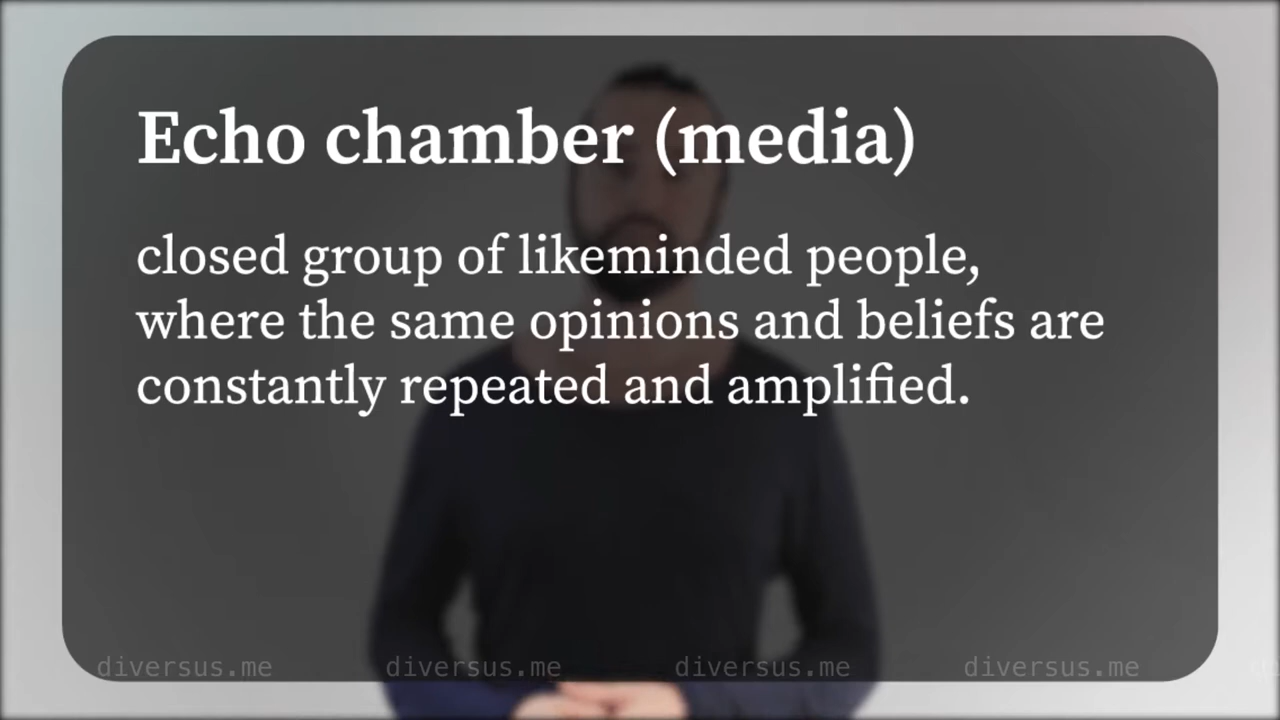 Echo chamber (media)
closed group of likeminded people,
where the same opinions and beliefs are
constantly repeated and amplified.
diversus.me diversus.me diversus.me diversus.me